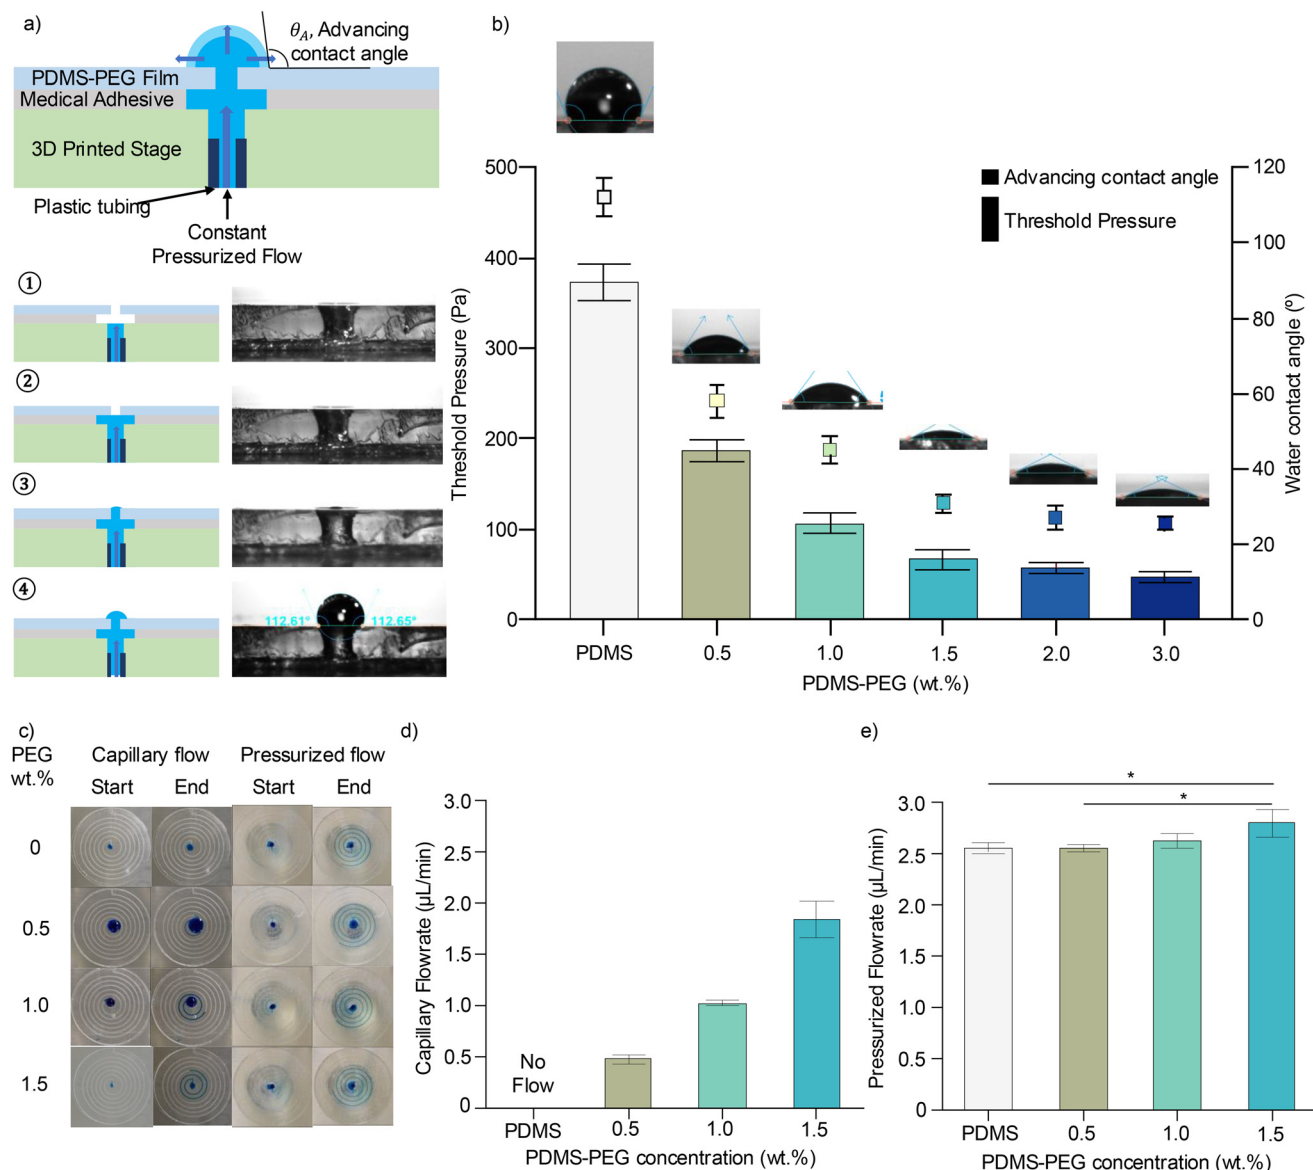 a)
θA, Advancing
contact angle
PDMS-PEG Film
Medical Adhesive
3D Printed Stage
Plastic tubing
Constant
Pressurized Flow
①
②
③
④
112.61°
112.65°
b)
Advancing contact angle
Threshold Pressure
Threshold Pressure (Pa)
500
400
300
200
100
0
Water contact angle (º)
120
100
80
60
40
20
0
PDMS
0.5
1.0
1.5
2.0
3.0
PDMS-PEG (wt.%)
c)
PEG
wt.%
Capillary flow
Pressurized flow
Start
End
Start
End
0
0.5
1.0
1.5
d)
Capillary Flowrate (µL/min)
3.0
2.5
2.0
1.5
1.0
0.5
0
No
Flow
PDMS
0.5
1.0
1.5
PDMS-PEG concentration (wt.%)
e)
*
*
Pressurized Flowrate (µL/min)
3.0
2.5
2.0
1.5
1.0
0.5
0
PDMS
0.5
1.0
1.5
PDMS-PEG concentration (wt.%)